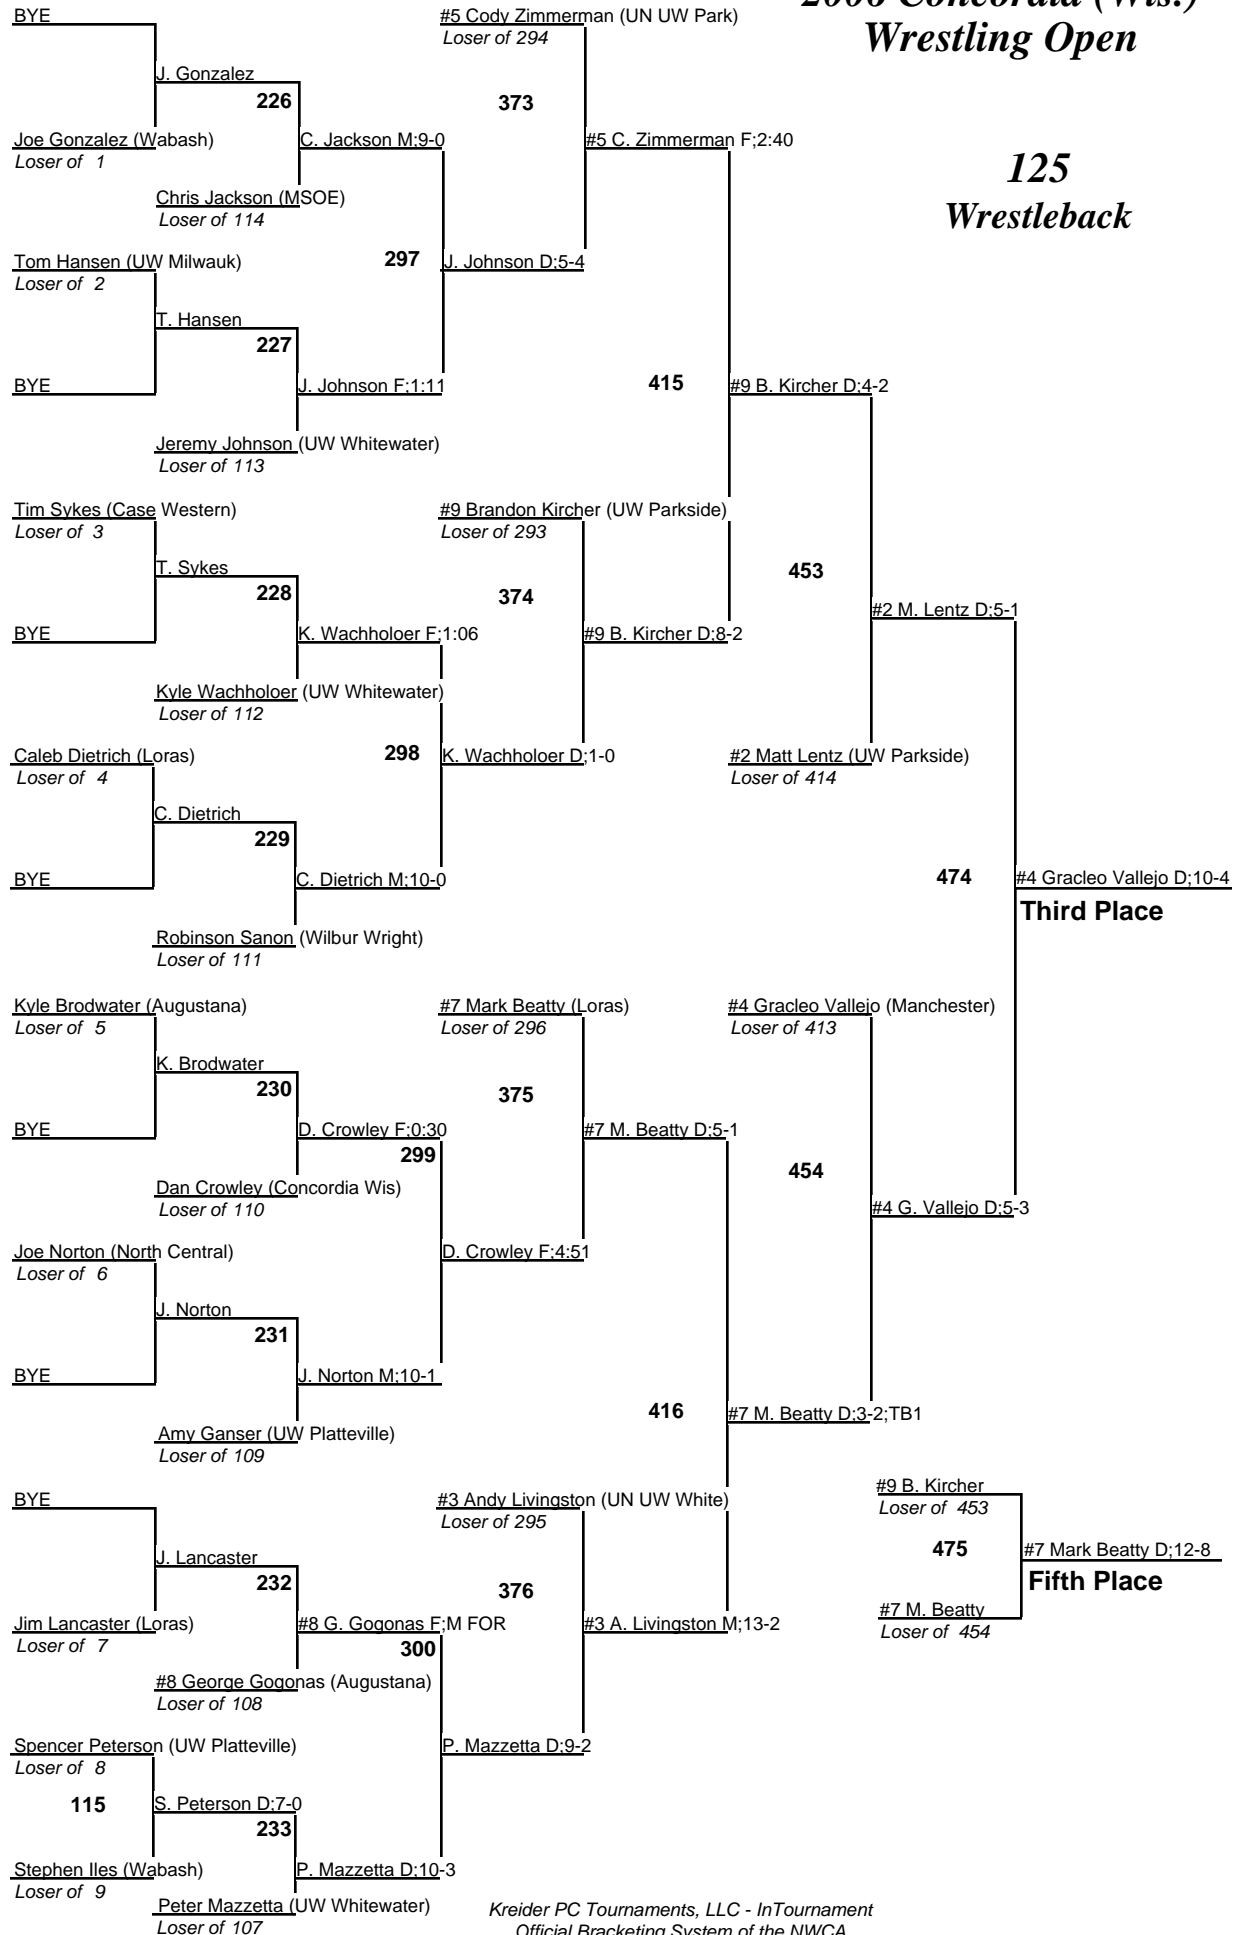 2006 Concordia (Wis.)
Wrestling Open
125
Wrestleback
BYE
#5 Cody Zimmerman (UN UW Park)
Loser of 294
J. Gonzalez
226
373
Joe Gonzalez (Wabash)
Loser of 1
C. Jackson M;9-0
#5 C. Zimmerman F;2:40
Chris Jackson (MSOE)
Loser of 114
Tom Hansen (UW Milwauk)
Loser of 2
297
J. Johnson D;5-4
T. Hansen
227
BYE
J. Johnson F;1:11
415
#9 B. Kircher D;4-2
Jeremy Johnson (UW Whitewater)
Loser of 113
Tim Sykes (Case Western)
Loser of 3
#9 Brandon Kircher (UW Parkside)
Loser of 293
T. Sykes
228
374
453
#2 M. Lentz D;5-1
BYE
K. Wachholoer F;1:06
#9 B. Kircher D;8-2
Kyle Wachholoer (UW Whitewater)
Loser of 112
Caleb Dietrich (Loras)
Loser of 4
298
K. Wachholoer D;1-0
#2 Matt Lentz (UW Parkside)
Loser of 414
C. Dietrich
229
BYE
C. Dietrich M;10-0
474
#4 Gracleo Vallejo D;10-4
Third Place
Robinson Sanon (Wilbur Wright)
Loser of 111
Kyle Brodwater (Augustana)
Loser of 5
#7 Mark Beatty (Loras)
Loser of 296
#4 Gracleo Vallejo (Manchester)
Loser of 413
K. Brodwater
230
375
BYE
D. Crowley F;0:30
299
#7 M. Beatty D;5-1
454
Dan Crowley (Concordia Wis)
Loser of 110
#4 G. Vallejo D;5-3
Joe Norton (North Central)
Loser of 6
D. Crowley F;4:51
J. Norton
231
BYE
J. Norton M;10-1
416
#7 M. Beatty D;3-2;TB1
Amy Ganser (UW Platteville)
Loser of 109
BYE
#3 Andy Livingston (UN UW White)
Loser of 295
#9 B. Kircher
Loser of 453
J. Lancaster
232
376
475
#7 Mark Beatty D;12-8
Fifth Place
Jim Lancaster (Loras)
Loser of 7
#8 G. Gogonas F;M FOR
300
#3 A. Livingston M;13-2
#7 M. Beatty
Loser of 454
#8 George Gogonas (Augustana)
Loser of 108
Spencer Peterson (UW Platteville)
Loser of 8
P. Mazzetta D;9-2
115
S. Peterson D;7-0
233
Stephen Iles (Wabash)
Loser of 9
P. Mazzetta D;10-3
Peter Mazzetta (UW Whitewater)
Loser of 107
Kreider PC Tournaments, LLC - InTournament
Official Bracketing System of the NWCA